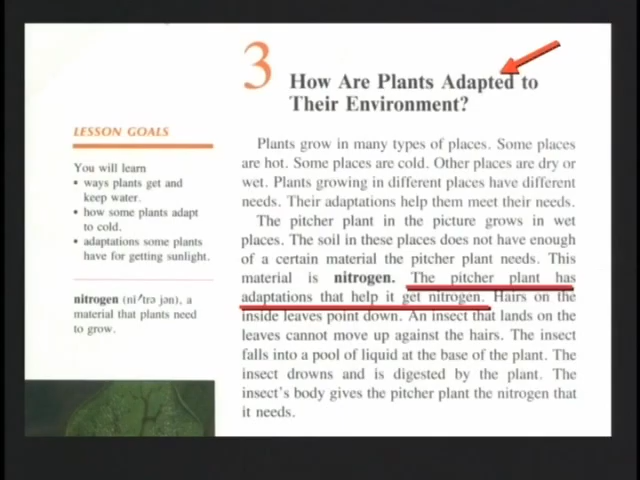 3
How Are Plants Adapted to
Their Environment?
LESSON GOALS
You will learn
• ways plants get and
keep water.
• how some plants adapt
to cold.
• adaptations some plants
have for getting sunlight.
nitrogen (nī′trə jən), a
material that plants need
to grow.
Plants grow in many types of places. Some places
are hot. Some places are cold. Other places are dry or
wet. Plants growing in different places have different
needs. Their adaptations help them meet their needs.
The pitcher plant in the picture grows in wet
places. The soil in these places does not have enough
of a certain material the pitcher plant needs. This
material is nitrogen. The pitcher plant has
adaptations that help it get nitrogen. Hairs on the
inside leaves point down. An insect that lands on the
leaves cannot move up against the hairs. The insect
falls into a pool of liquid at the base of the plant. The
insect drowns and is digested by the plant. The
insect's body gives the pitcher plant the nitrogen that
it needs.